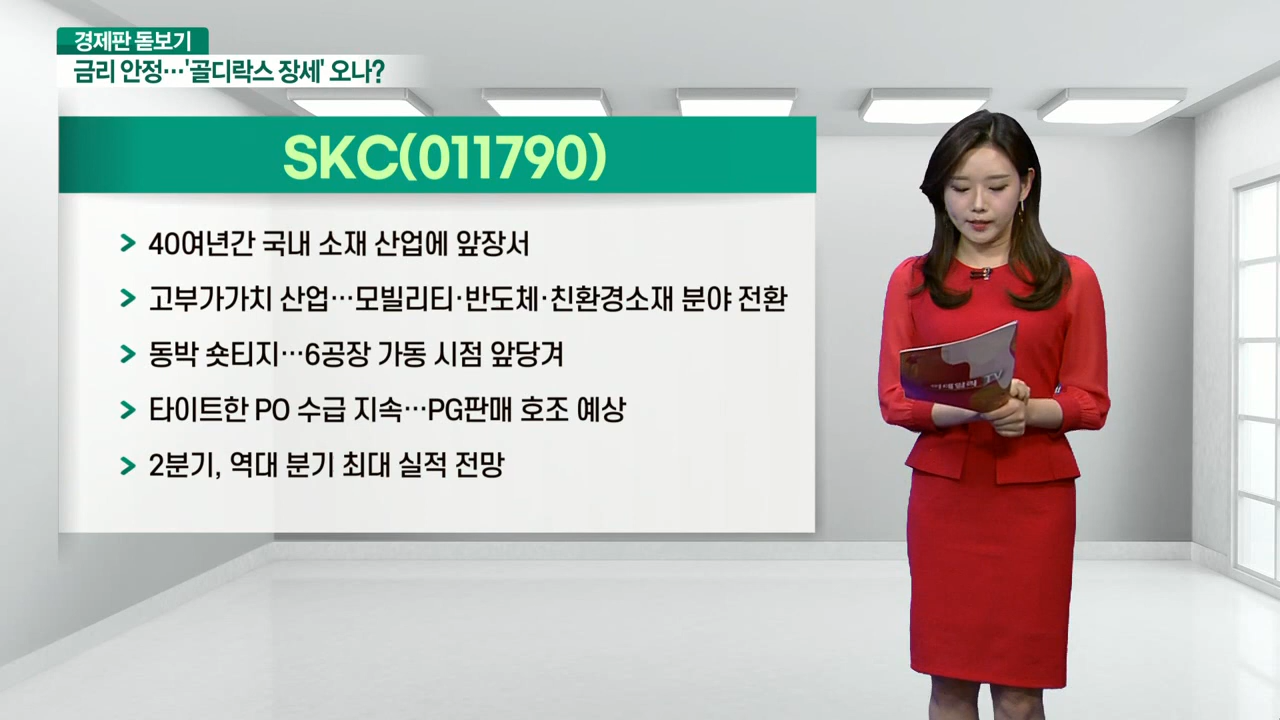 경제판 돋보기
금리 안정…'골디락스 장세' 오나?
SKC(011790)
> 40여년간 국내 소재 산업에 앞장서
> 고부가가치 산업…모빌리티·반도체·친환경소재 분야 전환
> 동박 숏티지…6공장 가동 시점 앞당겨
> 타이트한 PO 수급 지속…PG판매 호조 예상
> 2분기, 역대 분기 최대 실적 전망
TV